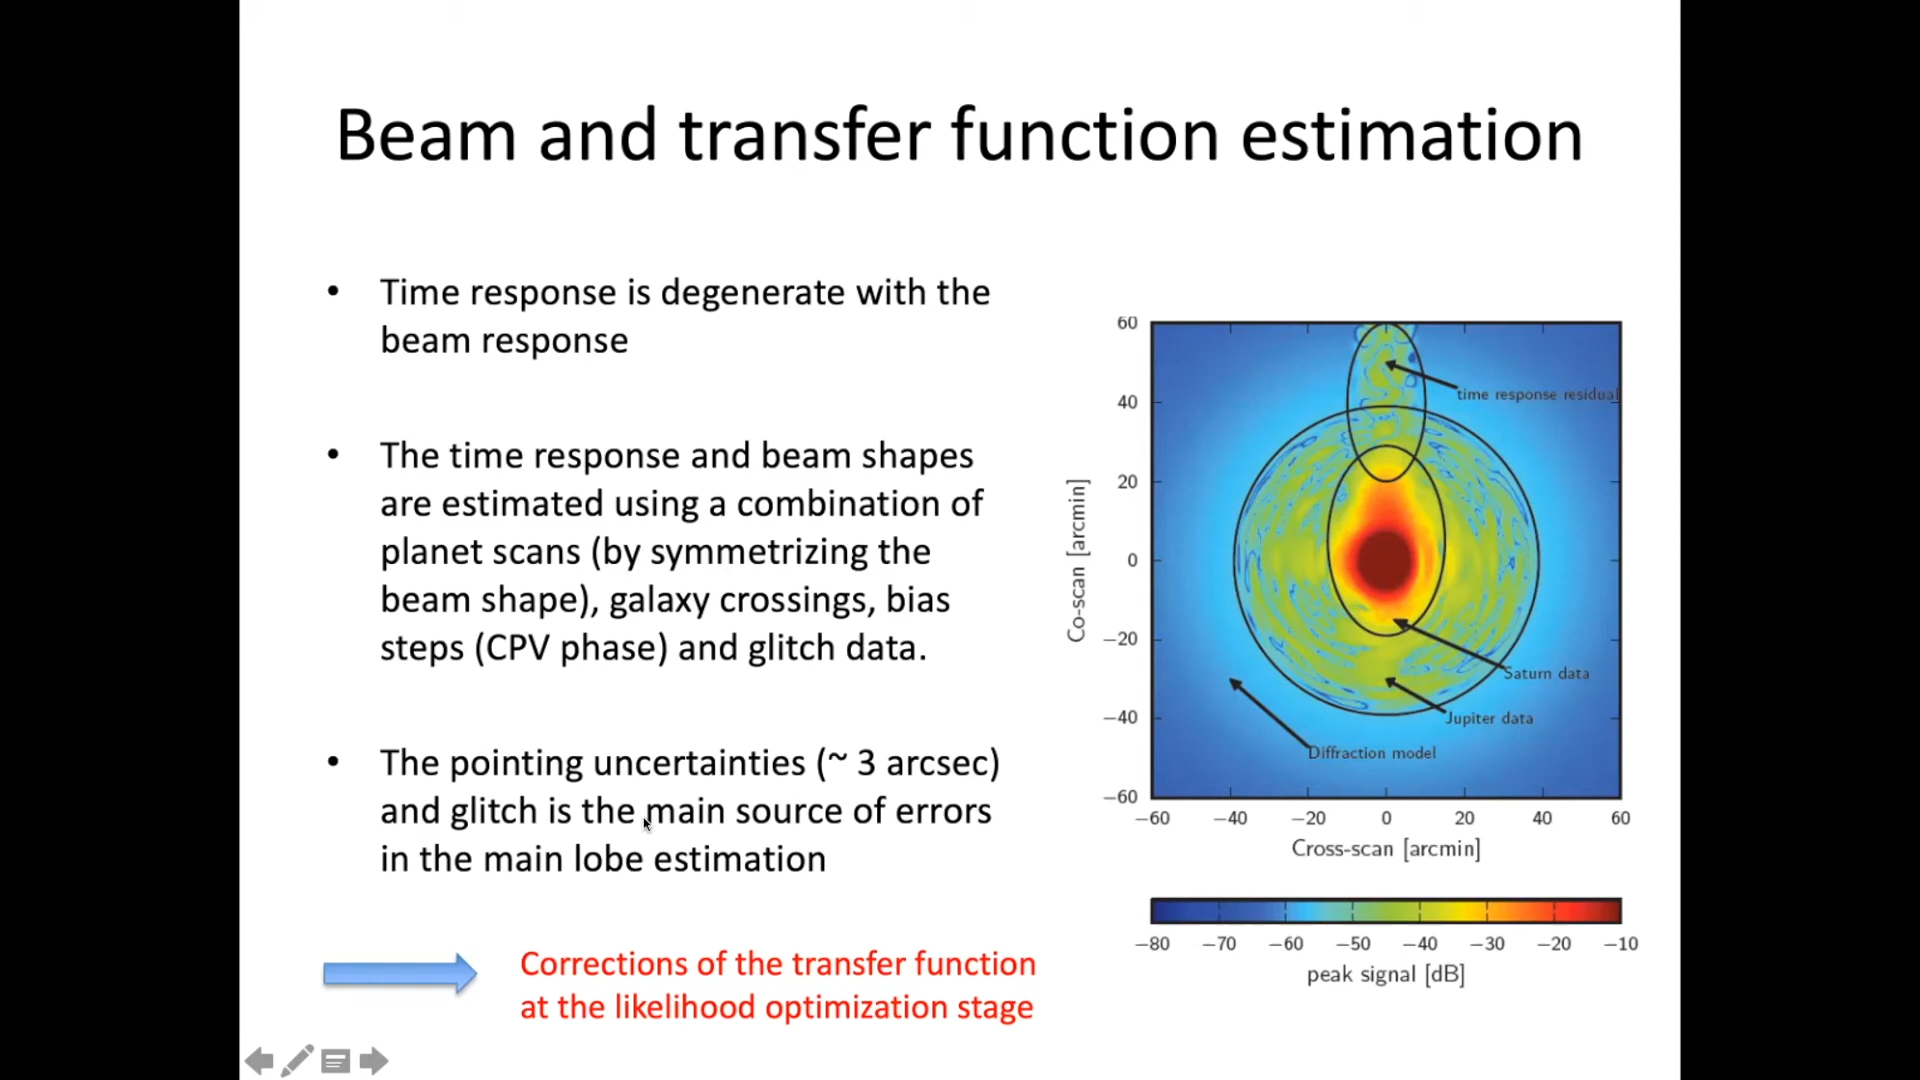 Beam and transfer function estimation
• Time response is degenerate with the
beam response
• The time response and beam shapes
are estimated using a combination of
planet scans (by symmetrizing the
beam shape), galaxy crossings, bias
steps (CPV phase) and glitch data.
• The pointing uncertainties (~ 3 arcsec)
and glitch is the main source of errors
in the main lobe estimation
Corrections of the transfer function
at the likelihood optimization stage
60
40
20
0
−20
−40
−60
Co-scan [arcmin]
time response residual
Saturn data
Jupiter data
Diffraction model
−60 −40 −20 0 20 40 60
Cross-scan [arcmin]
−80 −70 −60 −50 −40 −30 −20 −10
peak signal [dB]